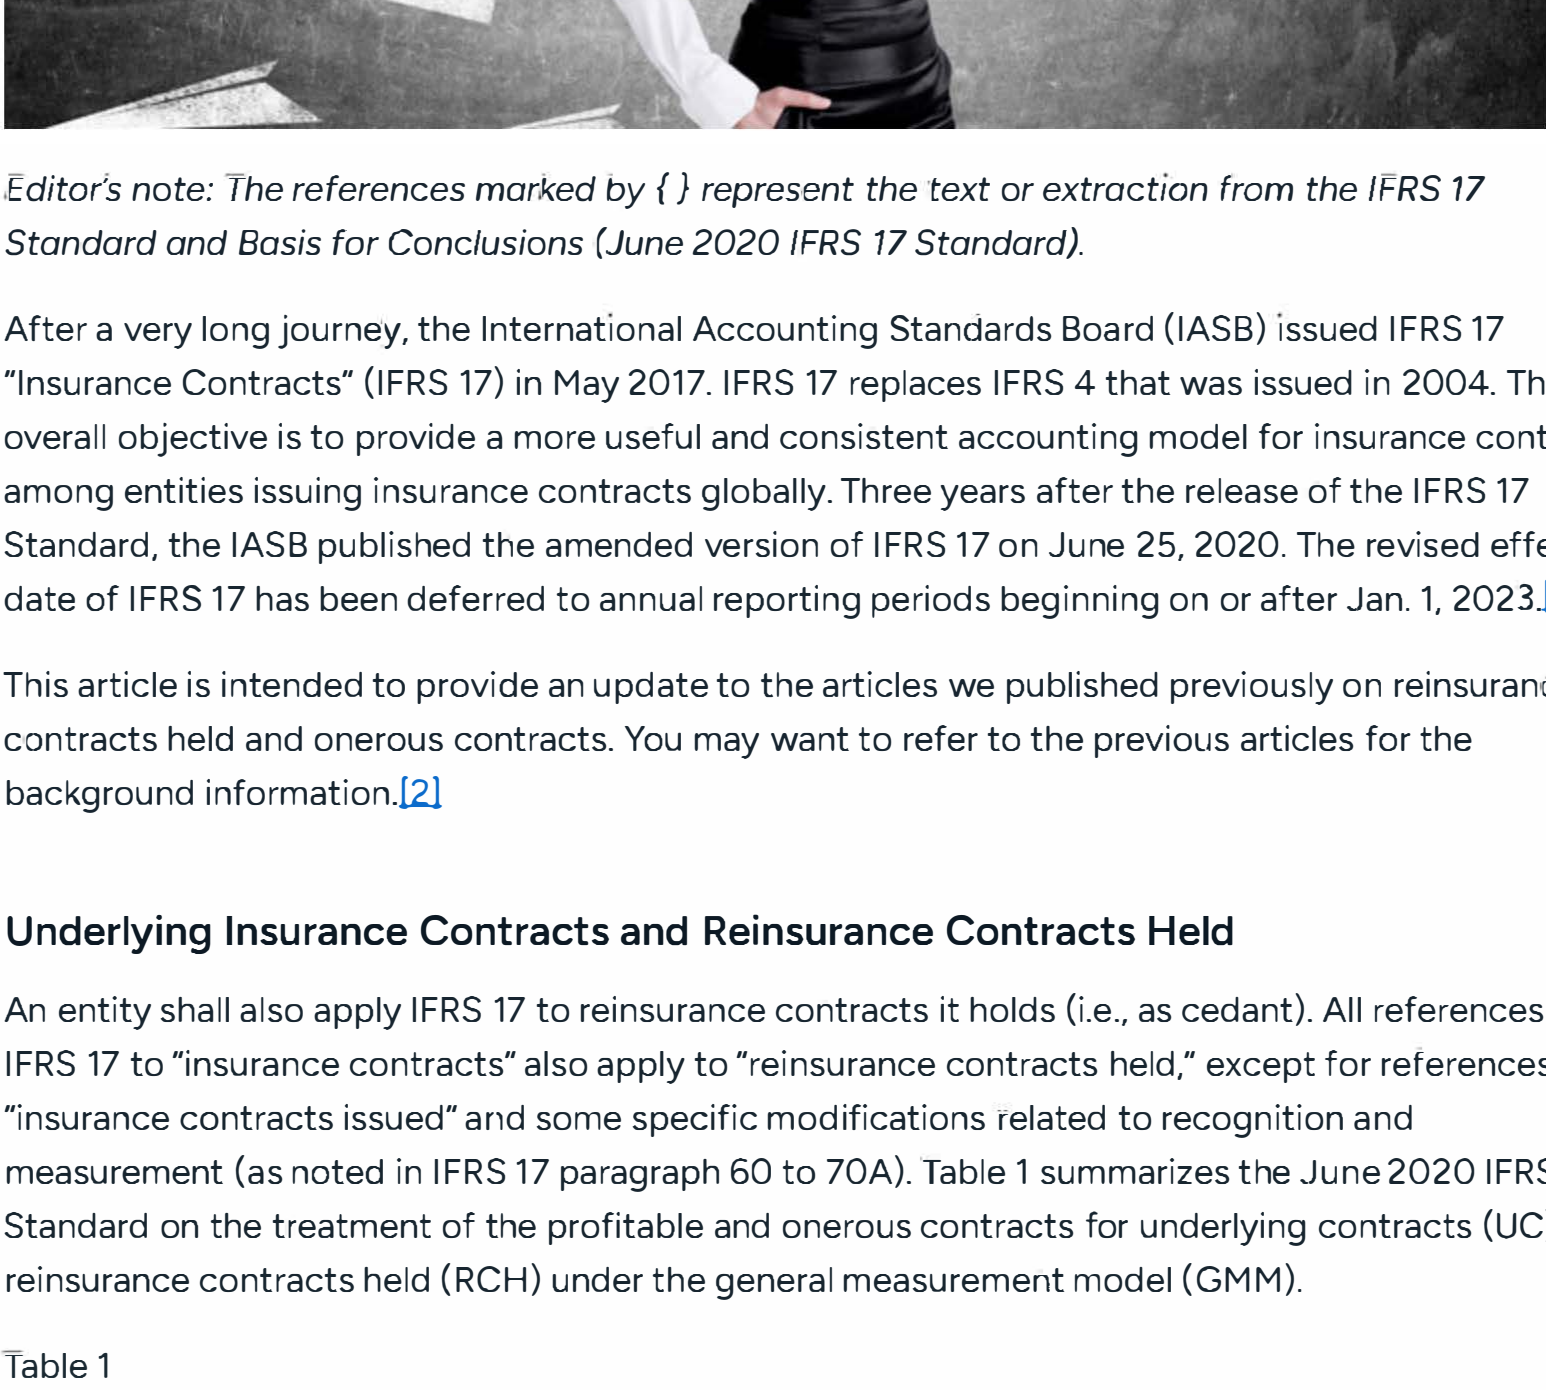 Editor's note: The references marked by { } represent the text or extraction from the IFRS 17
Standard and Basis for Conclusions (June 2020 IFRS 17 Standard).
After a very long journey, the International Accounting Standards Board (IASB) issued IFRS 17
“Insurance Contracts” (IFRS 17) in May 2017. IFRS 17 replaces IFRS 4 that was issued in 2004. Th
overall objective is to provide a more useful and consistent accounting model for insurance cont
among entities issuing insurance contracts globally. Three years after the release of the IFRS 17
Standard, the IASB published the amended version of IFRS 17 on June 25, 2020. The revised effe
date of IFRS 17 has been deferred to annual reporting periods beginning on or after Jan. 1, 2023.
This article is intended to provide an update to the articles we published previously on reinsuranc
contracts held and onerous contracts. You may want to refer to the previous articles for the
background information.[2]
Underlying Insurance Contracts and Reinsurance Contracts Held
An entity shall also apply IFRS 17 to reinsurance contracts it holds (i.e., as cedant). All references
IFRS 17 to “insurance contracts” also apply to “reinsurance contracts held,” except for references
“insurance contracts issued” and some specific modifications related to recognition and
measurement (as noted in IFRS 17 paragraph 60 to 70A). Table 1 summarizes the June 2020 IFRS
Standard on the treatment of the profitable and onerous contracts for underlying contracts (UC
reinsurance contracts held (RCH) under the general measurement model (GMM).
Table 1